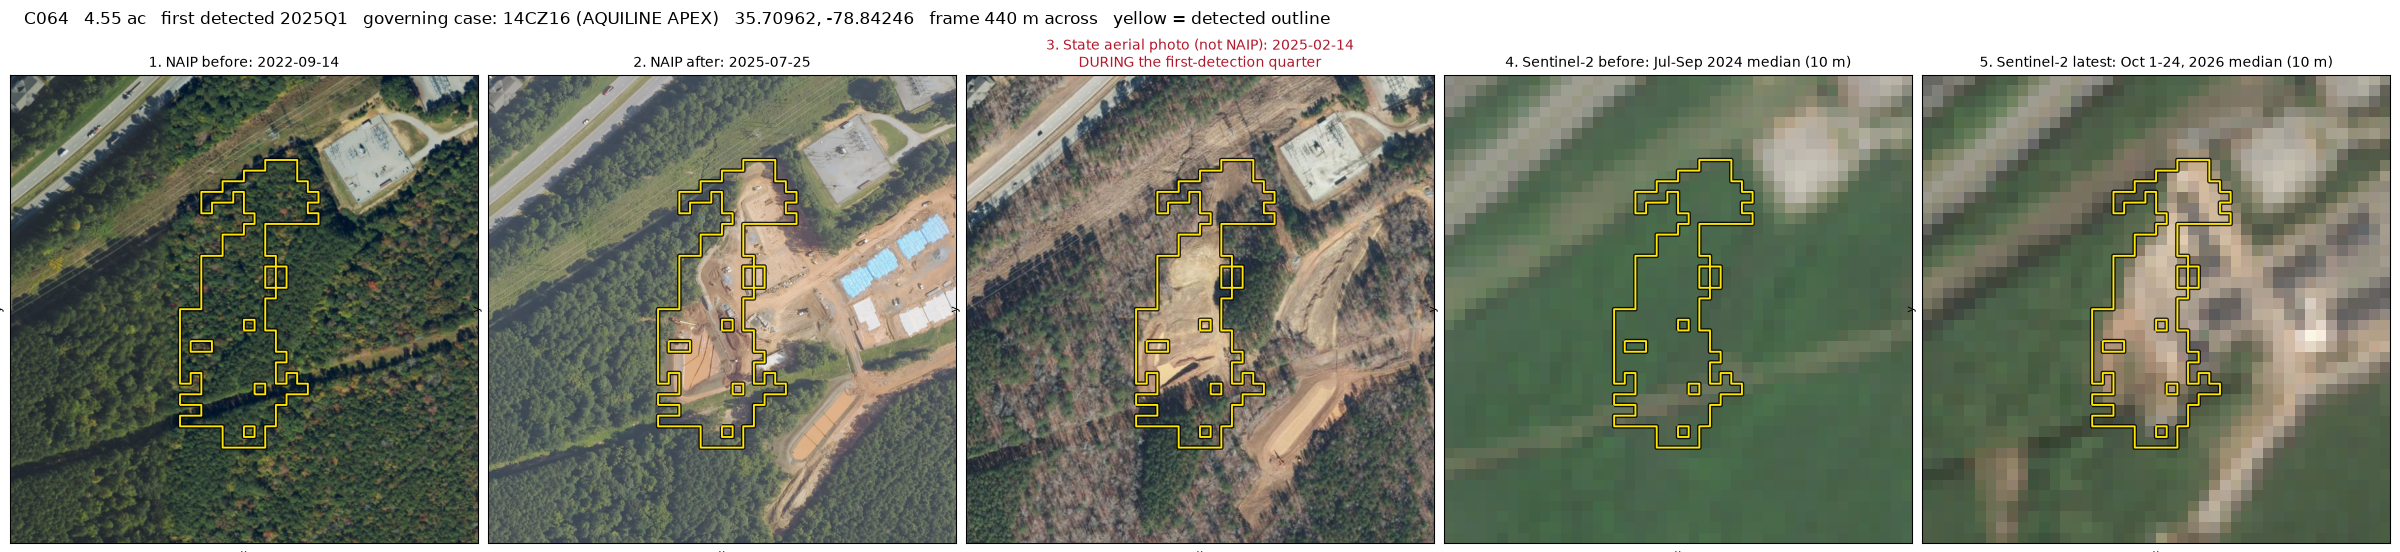 C064   4.55 ac   first detected 2025Q1   governing case: 14CZ16 (AQUILINE APEX)   35.70962, -78.84246   frame 440 m across   yellow = detected outline
1. NAIP before: 2022-09-14
2. NAIP after: 2025-07-25
3. State aerial photo (not NAIP): 2025-02-14
DURING the first-detection quarter
4. Sentinel-2 before: Jul-Sep 2024 median (10 m)
5. Sentinel-2 latest: Oct 1-24, 2026 median (10 m)